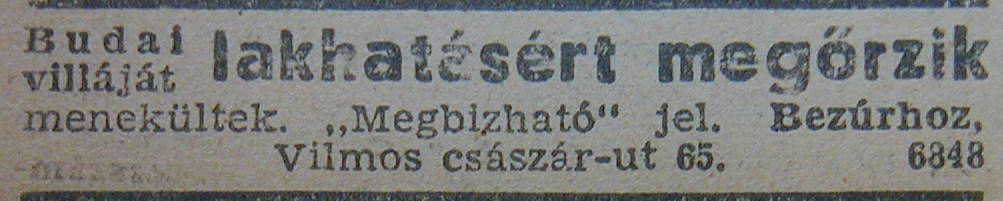 Budai villáját lakhatásért megőrzik
menekültek. „Megbizható“ jel. Bezúrhoz,
Vilmos császár-ut 65. 6848